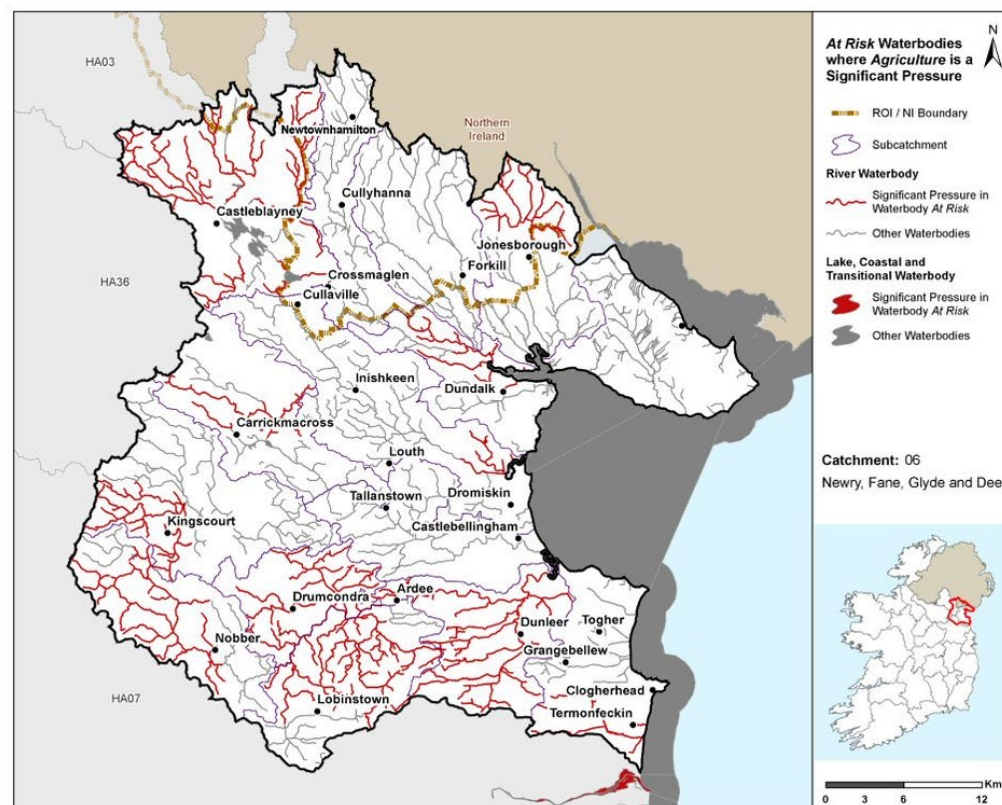 HA03
Newtownhamilton
Northern
Ireland
Cullyhanna
Castleblayney
Jonesborough
HA36
Crossmaglen
Forkill
Cullaville
Inishkeen
Dundalk
Carrickmacross
Louth
Tallanstown
Dromiskin
Kingscourt
Castlebellingham
Drumcondra
Ardee
Dunleer
Togher
Nobber
Grangebellew
HA07
Lobinstown
Clogherhead
Termonfeckin
At Risk Waterbodies
where Agriculture is a
Significant Pressure
N
ROI / NI Boundary
Subcatchment
River Waterbody
Significant Pressure in
Waterbody At Risk
Other Waterbodies
Lake, Coastal and
Transitional Waterbody
Significant Pressure in
Waterbody At Risk
Other Waterbodies
Catchment: 06
Newry, Fane, Glyde and Dee
Km
0 3 6 12